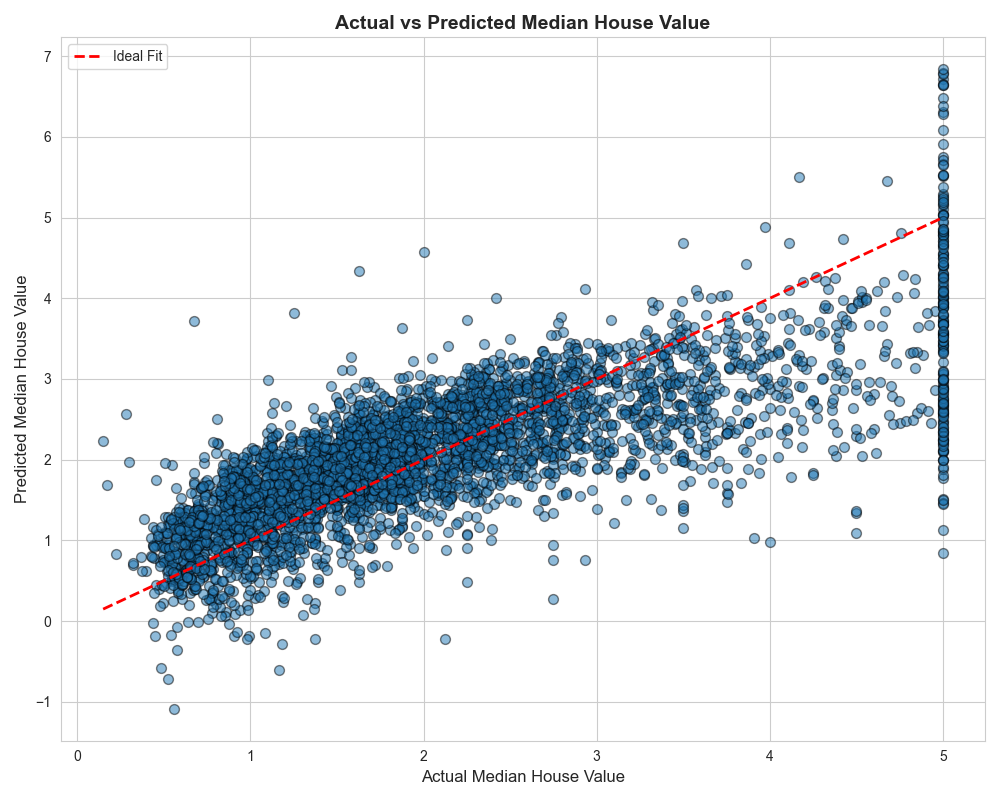 Actual vs Predicted Median House Value
Ideal Fit
Predicted Median House Value
7
6
5
4
3
2
1
0
−1
0 1 2 3 4 5
Actual Median House Value